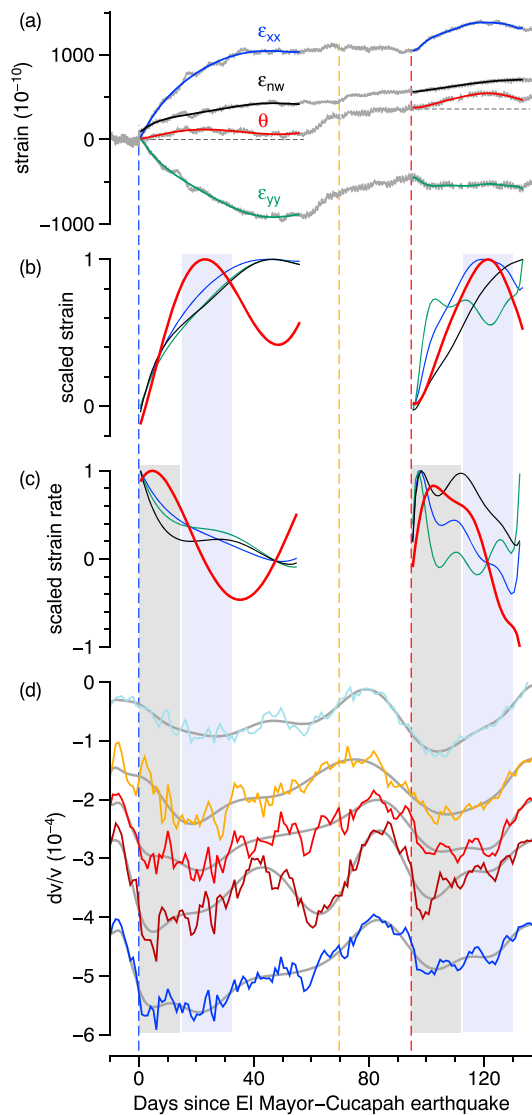 (a)
1000
0
−1000
strain (10⁻¹⁰)
εxx
εnw
θ
εyy
(b)
1
0
scaled strain
(c)
1
0
−1
scaled strain rate
(d)
0
−1
−2
−3
−4
−5
−6
dv/v (10⁻⁴)
0 40 80 120
Days since El Mayor−Cucapah earthquake